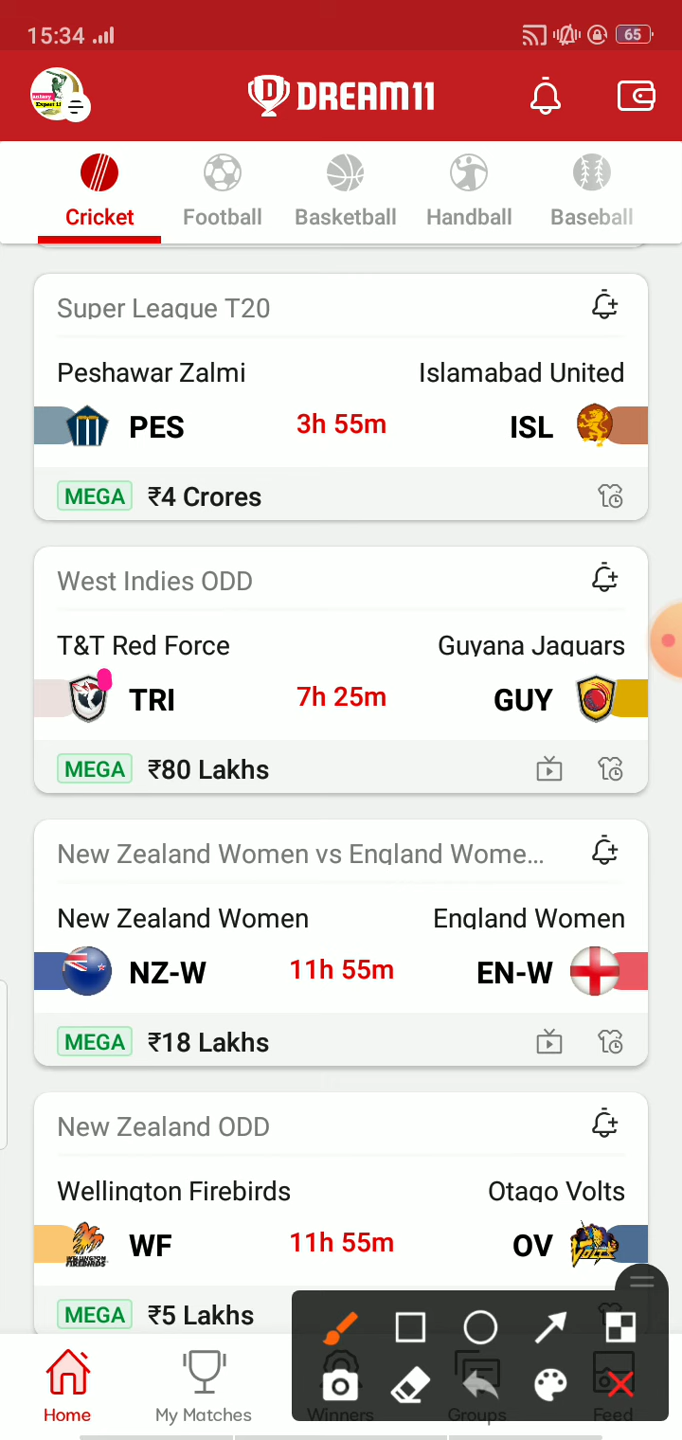 15:34
65
DREAM11
Cricket
Football
Basketball
Handball
Baseball
Super League T20
Peshawar Zalmi
Islamabad United
PES
3h 55m
ISL
MEGA
₹4 Crores
West Indies ODD
T&T Red Force
Guyana Jaguars
TRI
7h 25m
GUY
MEGA
₹80 Lakhs
New Zealand Women vs England Wome...
New Zealand Women
England Women
NZ-W
11h 55m
EN-W
MEGA
₹18 Lakhs
New Zealand ODD
Wellington Firebirds
Otago Volts
WF
11h 55m
OV
MEGA
₹5 Lakhs
Home
My Matches
Winners
Groups
Feed